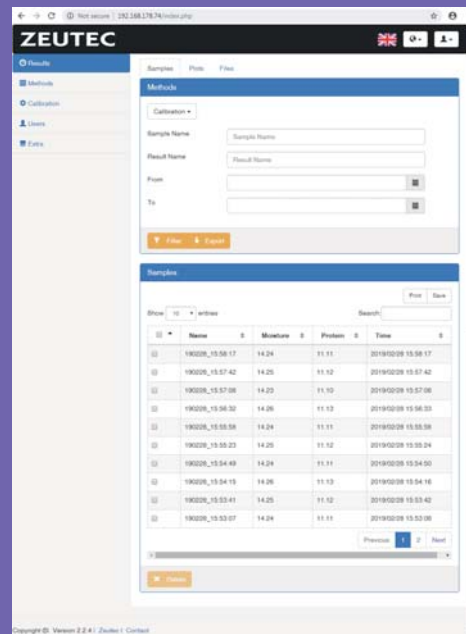 Not secure | 192.168.178.74/index.php
ZEUTEC
Results
Methods
Calibration
Users
Extra
Samples Plots Files
Methods
Calibration
Sample Name Sample Name
Result Name Result Name
From
To
Filter Export
Samples
Print Save
Show 10 entries Search:
Name Moisture Protein Time
190228_15:58:17 14.24 11.11 2019/02/28 15:58:17
190228_15:57:42 14.25 11.12 2019/02/28 15:57:42
190228_15:57:08 14.23 11.10 2019/02/28 15:57:08
190228_15:56:32 14.26 11.13 2019/02/28 15:56:33
190228_15:55:58 14.24 11.11 2019/02/28 15:55:58
190228_15:55:23 14.25 11.12 2019/02/28 15:55:24
190228_15:54:49 14.24 11.11 2019/02/28 15:54:50
190228_15:54:15 14.26 11.13 2019/02/28 15:54:16
190228_15:53:41 14.25 11.12 2019/02/28 15:53:42
190228_15:53:07 14.24 11.11 2019/02/28 15:53:08
Previous 1 2 Next
Delete
Version 2.2.4 | Zeutec | Contact